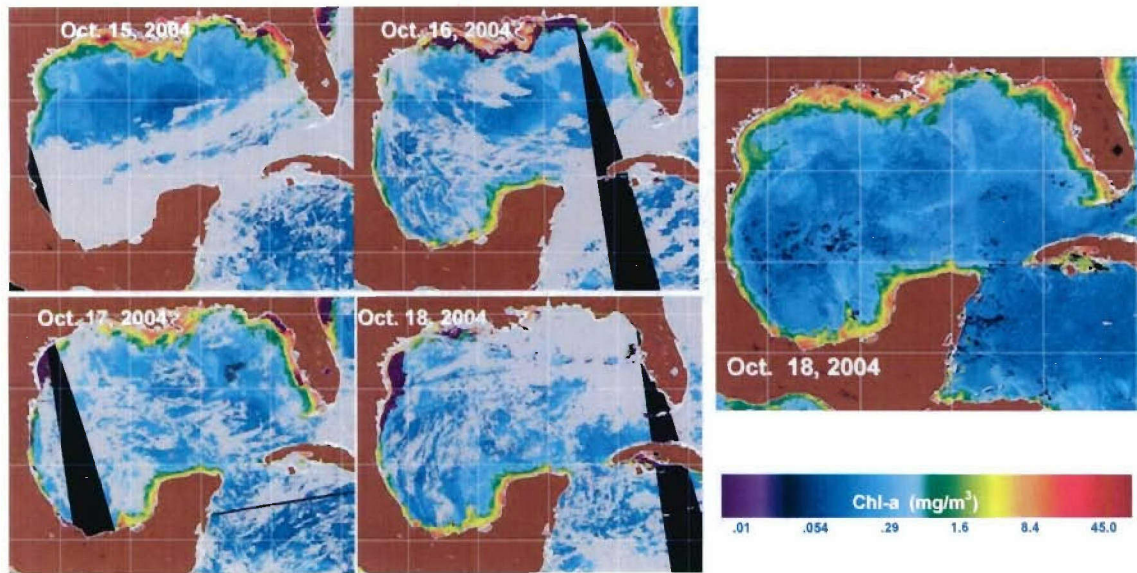 Oct. 15, 2004
Oct. 16, 2004
Oct. 17, 2004
Oct. 18, 2004
Oct. 18, 2004
Chl-a (mg/m³)
.01 .054 .29 1.6 8.4 45.0